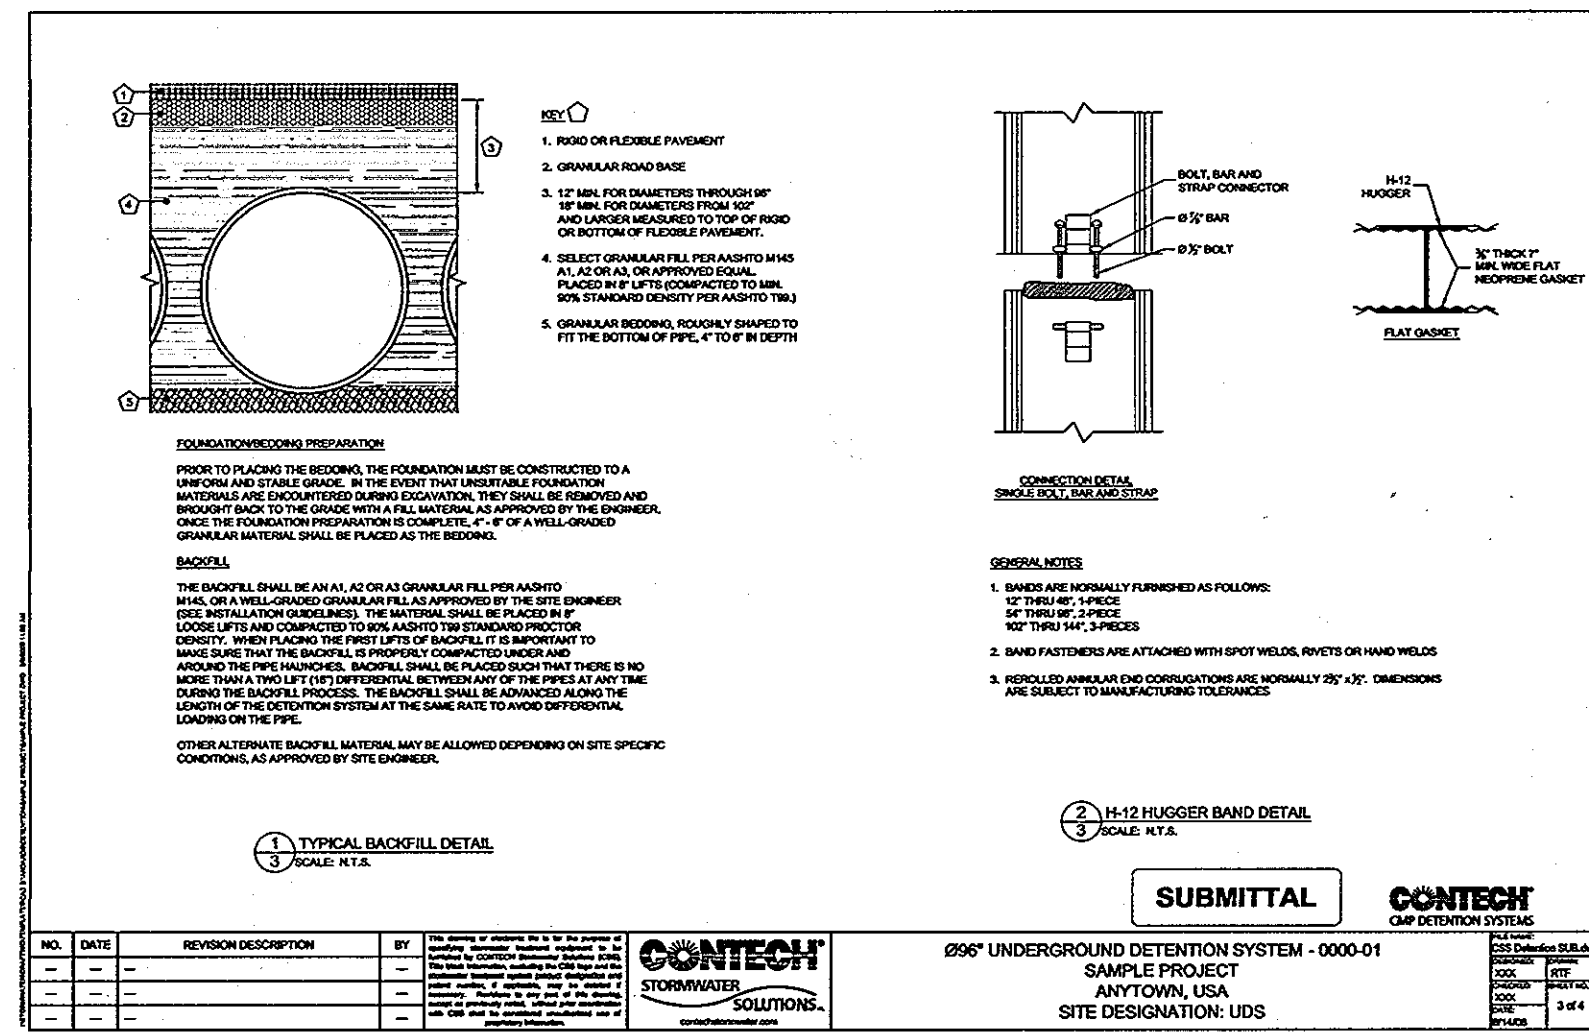 1
2
3
4
5
KEY
1. RIGID OR FLEXIBLE PAVEMENT
2. GRANULAR ROAD BASE
3. 12" MIN. FOR DIAMETERS THROUGH 96"
18" MIN. FOR DIAMETERS FROM 102"
AND LARGER MEASURED TO TOP OF RIGID
OR BOTTOM OF FLEXIBLE PAVEMENT.
4. SELECT GRANULAR FILL PER AASHTO M145
A1, A2 OR A3, OR APPROVED EQUAL.
PLACED IN 8" LIFTS (COMPACTED TO MIN.
90% STANDARD DENSITY PER AASHTO T99.)
5. GRANULAR BEDDING, ROUGHLY SHAPED TO
FIT THE BOTTOM OF PIPE, 4" TO 6" IN DEPTH
FOUNDATION/BEDDING PREPARATION
PRIOR TO PLACING THE BEDDING, THE FOUNDATION MUST BE CONSTRUCTED TO A
UNIFORM AND STABLE GRADE. IN THE EVENT THAT UNSUITABLE FOUNDATION
MATERIALS ARE ENCOUNTERED DURING EXCAVATION, THEY SHALL BE REMOVED AND
BROUGHT BACK TO THE GRADE WITH A FILL MATERIAL AS APPROVED BY THE ENGINEER.
ONCE THE FOUNDATION PREPARATION IS COMPLETE, 4" - 6" OF A WELL-GRADED
GRANULAR MATERIAL SHALL BE PLACED AS THE BEDDING.
BACKFILL
THE BACKFILL SHALL BE AN A1, A2 OR A3 GRANULAR FILL PER AASHTO
M145, OR A WELL-GRADED GRANULAR FILL AS APPROVED BY THE SITE ENGINEER
(SEE INSTALLATION GUIDELINES). THE MATERIAL SHALL BE PLACED IN 8"
LOOSE LIFTS AND COMPACTED TO 90% AASHTO T99 STANDARD PROCTOR
DENSITY. WHEN PLACING THE FIRST LIFTS OF BACKFILL IT IS IMPORTANT TO
MAKE SURE THAT THE BACKFILL IS PROPERLY COMPACTED UNDER AND
AROUND THE PIPE HAUNCHES. BACKFILL SHALL BE PLACED SUCH THAT THERE IS NO
MORE THAN A TWO LIFT (16") DIFFERENTIAL BETWEEN ANY OF THE PIPES AT ANY TIME
DURING THE BACKFILL PROCESS. THE BACKFILL SHALL BE ADVANCED ALONG THE
LENGTH OF THE DETENTION SYSTEM AT THE SAME RATE TO AVOID DIFFERENTIAL
LOADING ON THE PIPE.
OTHER ALTERNATE BACKFILL MATERIAL MAY BE ALLOWED DEPENDING ON SITE SPECIFIC
CONDITIONS, AS APPROVED BY SITE ENGINEER.
1 TYPICAL BACKFILL DETAIL
3 SCALE: N.T.S.
BOLT, BAR AND
STRAP CONNECTOR
Ø ⅞" BAR
Ø ½" BOLT
H-12
HUGGER
⅜" THICK 7"
MIN. WIDE FLAT
NEOPRENE GASKET
FLAT GASKET
CONNECTION DETAIL
SINGLE BOLT, BAR AND STRAP
GENERAL NOTES
1. BANDS ARE NORMALLY FURNISHED AS FOLLOWS:
12" THRU 48", 1-PIECE
54" THRU 96", 2-PIECE
102" THRU 144", 3-PIECES
2. BAND FASTENERS ARE ATTACHED WITH SPOT WELDS, RIVETS OR HAND WELDS
3. REROLLED ANNULAR END CORRUGATIONS ARE NORMALLY 2⅔" x ½". DIMENSIONS
ARE SUBJECT TO MANUFACTURING TOLERANCES
2 H-12 HUGGER BAND DETAIL
3 SCALE: N.T.S.
SUBMITTAL
CONTECH
CMP DETENTION SYSTEMS
NO. DATE REVISION DESCRIPTION BY
CONTECH
STORMWATER
SOLUTIONS
contechstormwater.com
Ø96" UNDERGROUND DETENTION SYSTEM - 0000-01
SAMPLE PROJECT
ANYTOWN, USA
SITE DESIGNATION: UDS
XXX RTF
XXX 3 of 4